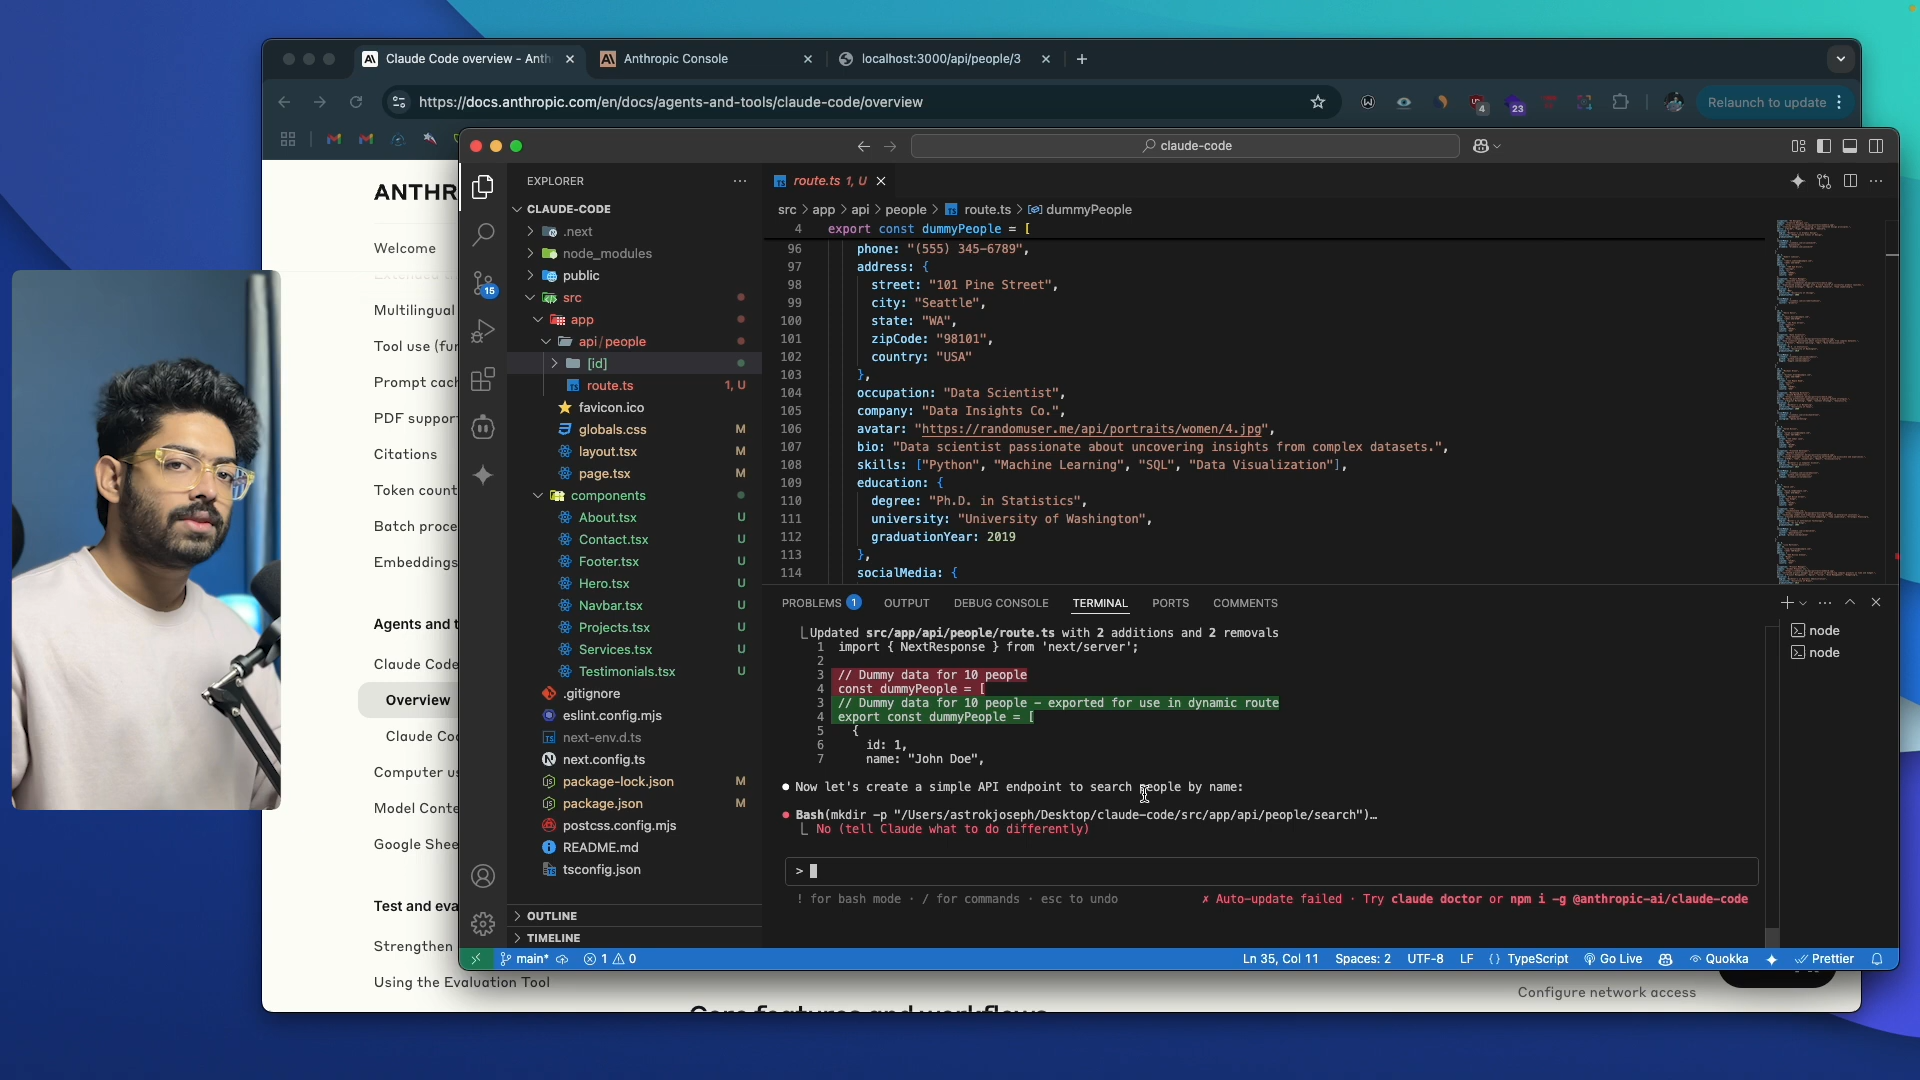 Claude Code overview - Anth
Anthropic Console
localhost:3000/api/people/3
https://docs.anthropic.com/en/docs/agents-and-tools/claude-code/overview
4
23
Relaunch to update
ANTHR
Welcome
Multilingual
Tool use (fun
Prompt cach
PDF support
Citations
Token count
Batch proce
Embeddings
Agents and t
Claude Code
Overview
Claude Coc
Computer us
Model Conte
Google Shee
Test and eva
Strengthen
Using the Evaluation Tool
Core features and workflows
Configure network access
claude-code
EXPLORER
CLAUDE-CODE
.next
node_modules
public
15
src
app
api/people
[id]
route.ts 1, U
favicon.ico
globals.css M
layout.tsx M
page.tsx M
components
About.tsx U
Contact.tsx U
Footer.tsx U
Hero.tsx U
Navbar.tsx U
Projects.tsx U
Services.tsx U
Testimonials.tsx U
.gitignore
eslint.config.mjs
next-env.d.ts
next.config.ts
package-lock.json M
package.json M
postcss.config.mjs
README.md
tsconfig.json
OUTLINE
TIMELINE
route.ts 1, U
src > app > api > people > route.ts > dummyPeople
4 export const dummyPeople = [
96 phone: "(555) 345-6789",
97 address: {
98 street: "101 Pine Street",
99 city: "Seattle",
100 state: "WA",
101 zipCode: "98101",
102 country: "USA"
103 },
104 occupation: "Data Scientist",
105 company: "Data Insights Co.",
106 avatar: "https://randomuser.me/api/portraits/women/4.jpg",
107 bio: "Data scientist passionate about uncovering insights from complex datasets.",
108 skills: ["Python", "Machine Learning", "SQL", "Data Visualization"],
109 education: {
110 degree: "Ph.D. in Statistics",
111 university: "University of Washington",
112 graduationYear: 2019
113 },
114 socialMedia: {
PROBLEMS 1 OUTPUT DEBUG CONSOLE TERMINAL PORTS COMMENTS
node
node
Updated src/app/api/people/route.ts with 2 additions and 2 removals
1 import { NextResponse } from 'next/server';
2
3 // Dummy data for 10 people
4 const dummyPeople = [
3 // Dummy data for 10 people - exported for use in dynamic route
4 export const dummyPeople = [
5 {
6 id: 1,
7 name: "John Doe",
Now let's create a simple API endpoint to search people by name:
Bash(mkdir -p "/Users/astrokjoseph/Desktop/claude-code/src/app/api/people/search")…
No (tell Claude what to do differently)
>
! for bash mode · / for commands · esc to undo
✗ Auto-update failed · Try claude doctor or npm i -g @anthropic-ai/claude-code
main* 1 0
Ln 35, Col 11 Spaces: 2 UTF-8 LF {} TypeScript Go Live Quokka Prettier